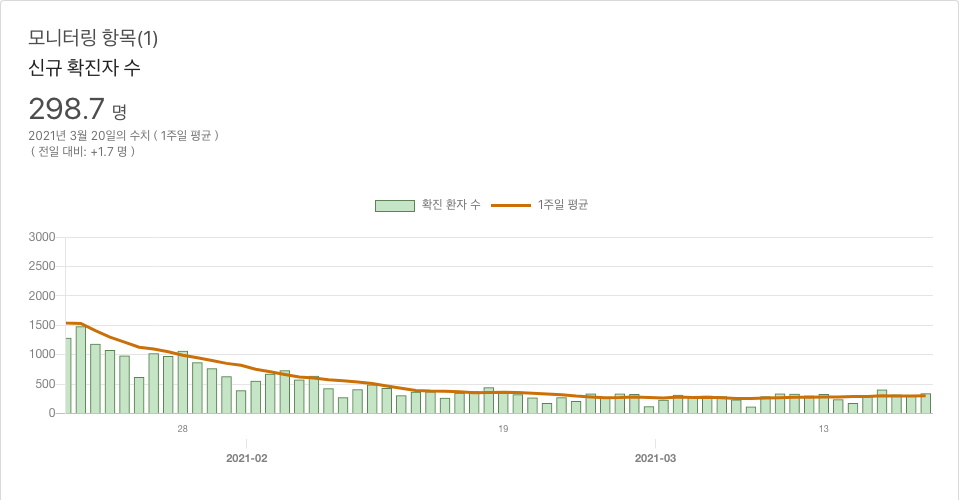 모니터링 항목(1)
신규 확진자 수
298.7 명
2021년 3월 20일의 수치 ( 1주일 평균 )
( 전일 대비: +1.7 명 )
확진 환자 수 1주일 평균
3000
2500
2000
1500
1000
500
0
28 19 13
2021-02 2021-03